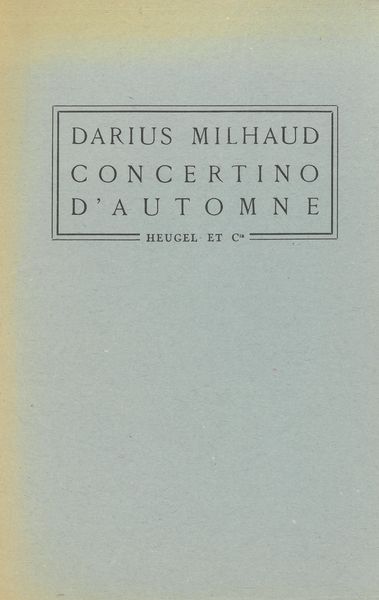 DARIUS MILHAUD
CONCERTINO
D'AUTOMNE
HEUGEL ET Cie